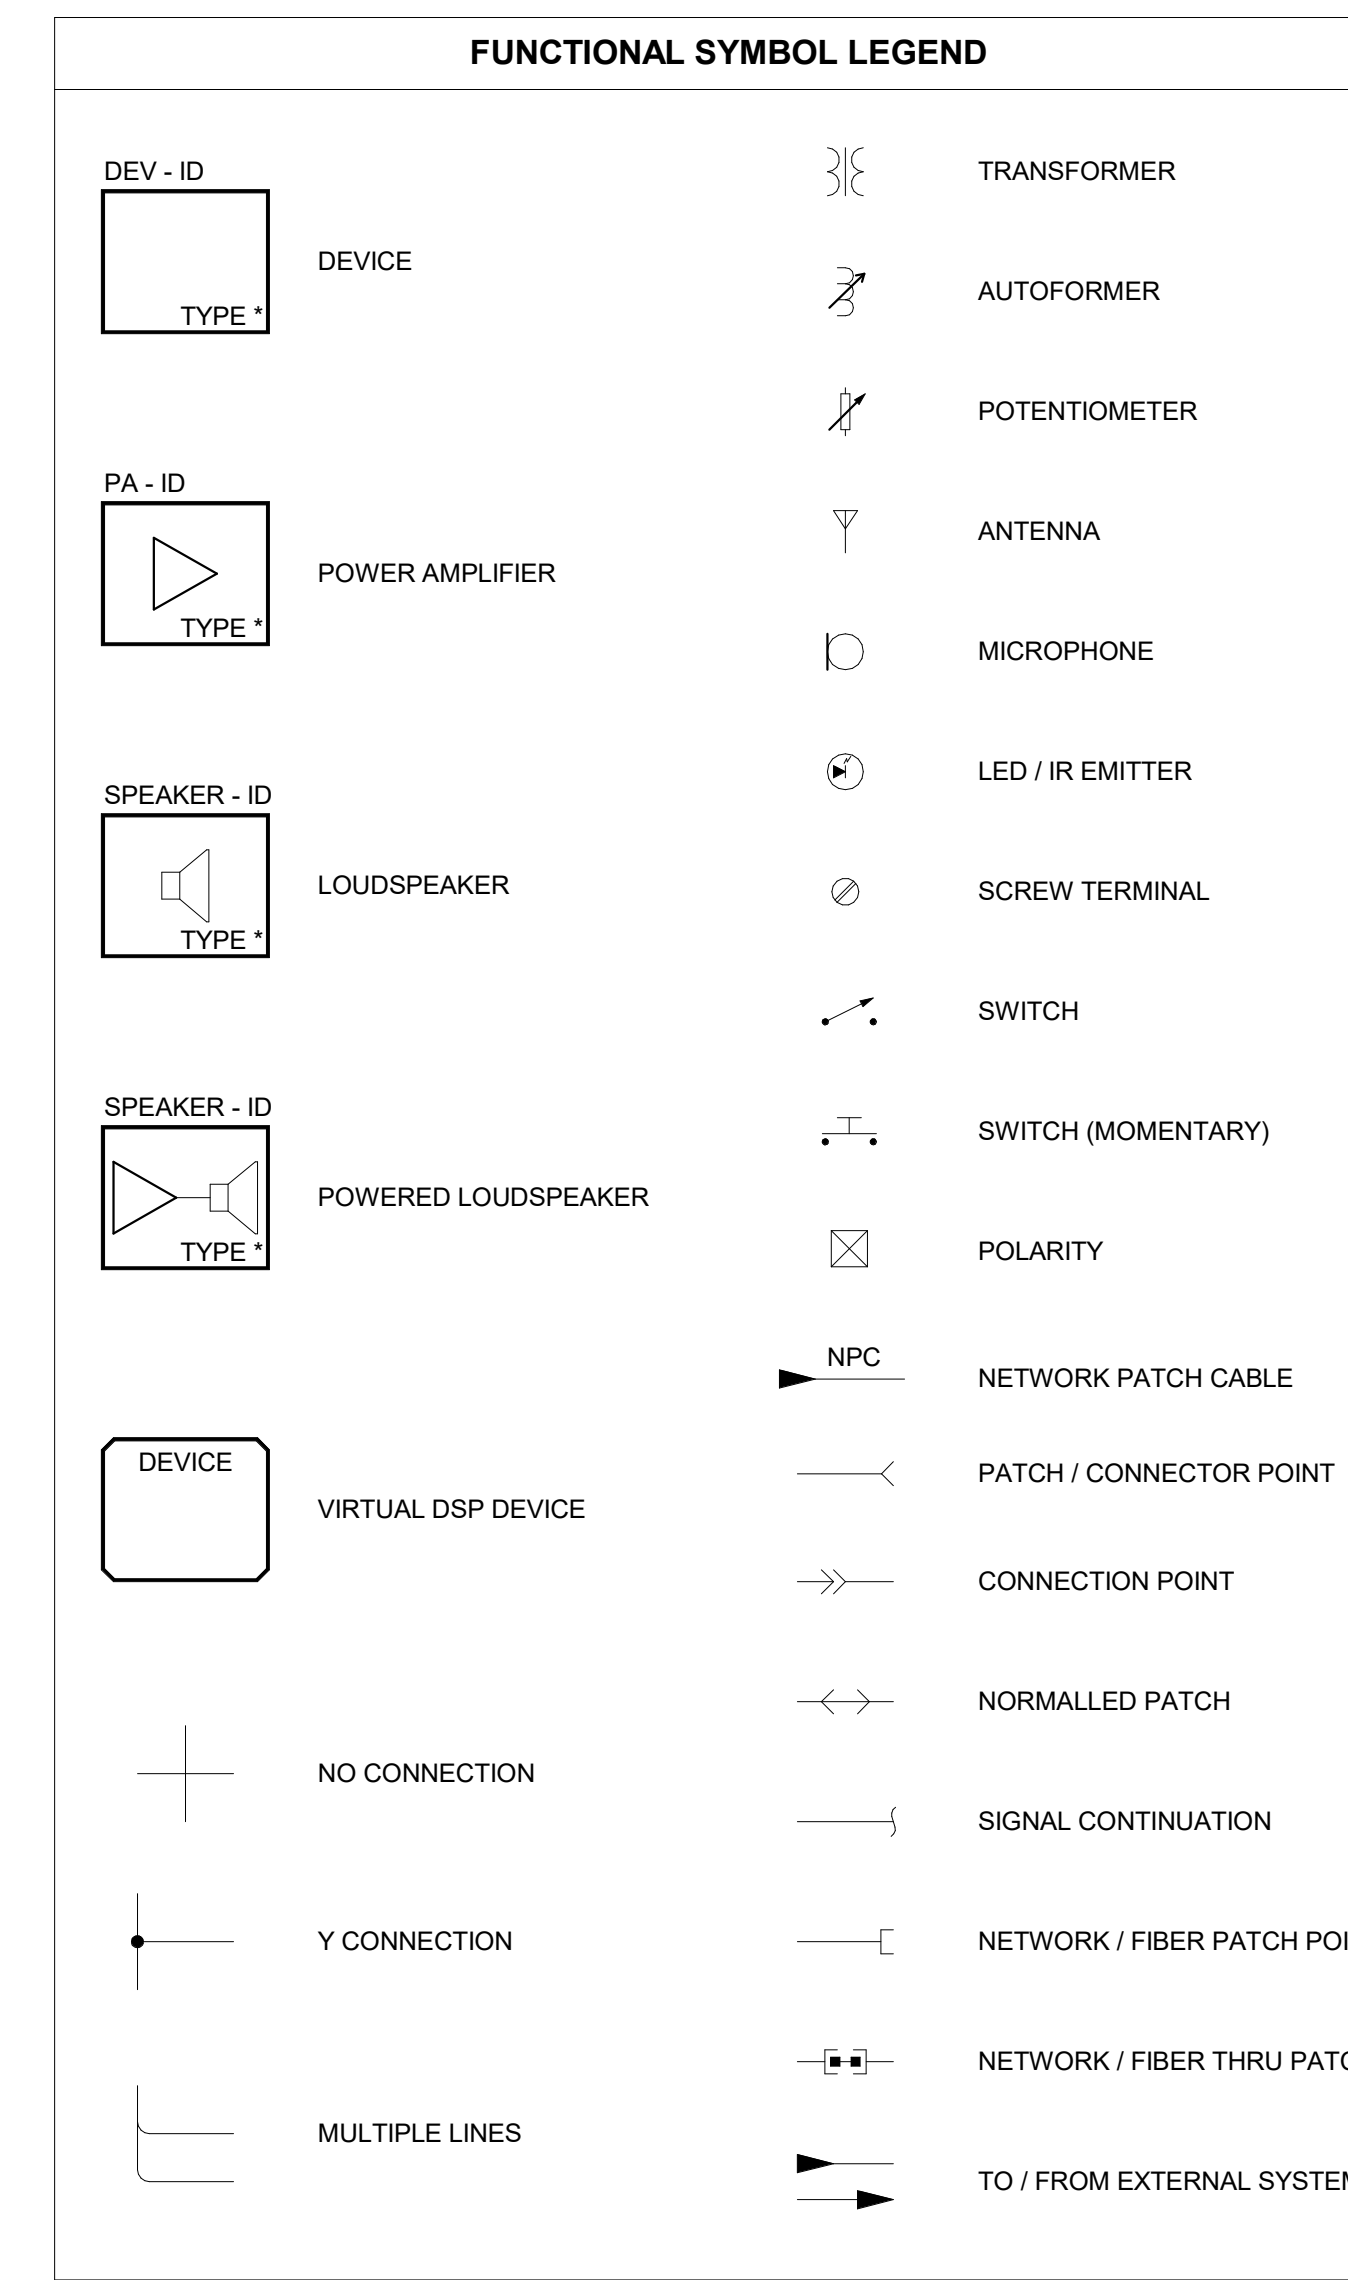 FUNCTIONAL SYMBOL LEGEND
DEV - ID
TYPE *
DEVICE
PA - ID
TYPE *
POWER AMPLIFIER
SPEAKER - ID
TYPE *
LOUDSPEAKER
SPEAKER - ID
TYPE *
POWERED LOUDSPEAKER
DEVICE
VIRTUAL DSP DEVICE
NO CONNECTION
Y CONNECTION
MULTIPLE LINES
TRANSFORMER
AUTOFORMER
POTENTIOMETER
ANTENNA
MICROPHONE
LED / IR EMITTER
SCREW TERMINAL
SWITCH
SWITCH (MOMENTARY)
POLARITY
NPC
NETWORK PATCH CABLE
PATCH / CONNECTOR POINT
CONNECTION POINT
NORMALLED PATCH
SIGNAL CONTINUATION
NETWORK / FIBER PATCH
NETWORK / FIBER THRU
TO / FROM EXTERNAL